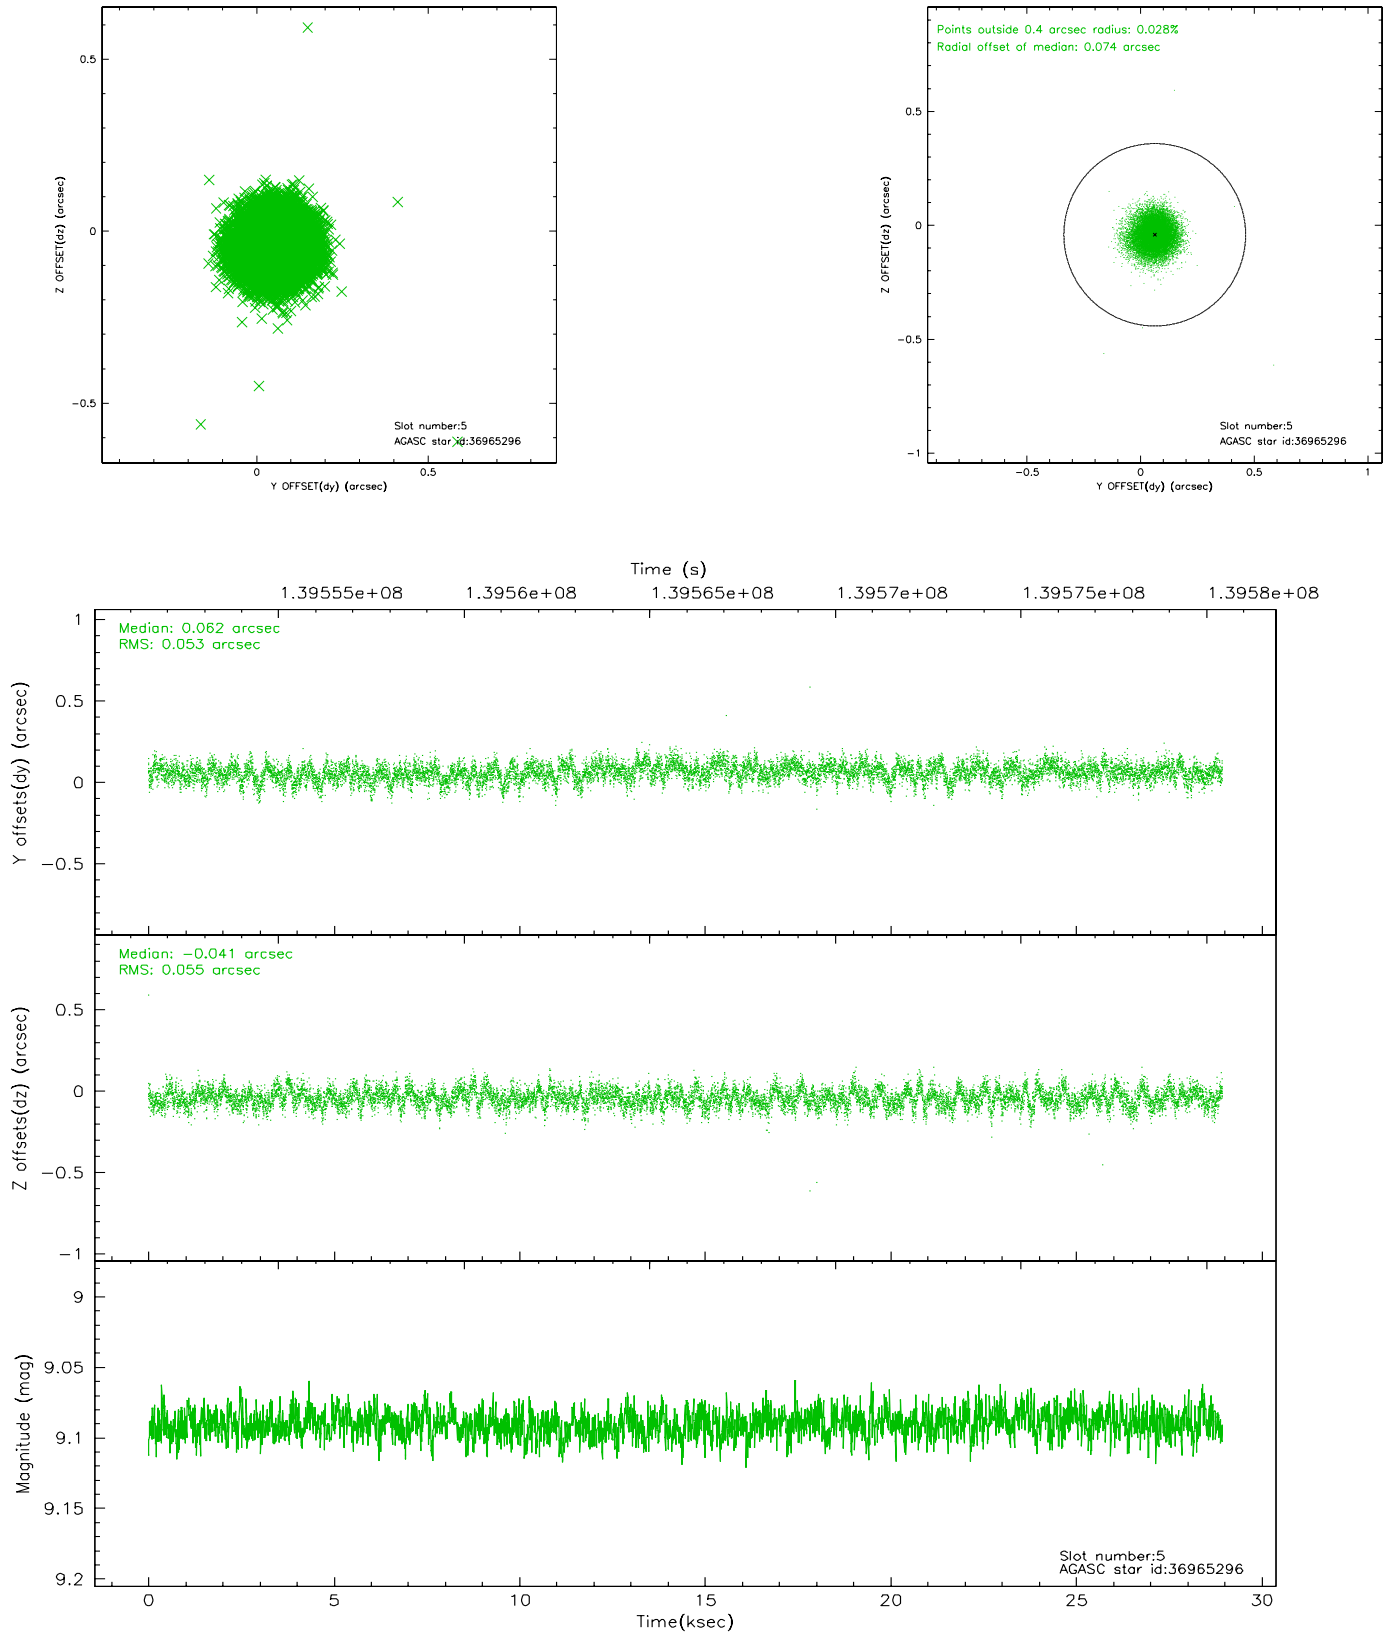 0.5
0
-0.5
Z OFFSET(dz) (arcsec)
Slot number:5
AGASC star id:36965296
0
0.5
Y OFFSET(dy) (arcsec)
Points outside 0.4 arcsec radius: 0.028%
Radial offset of median: 0.074 arcsec
0.5
0
-0.5
-1
Z OFFSET(dz) (arcsec)
Slot number:5
AGASC star id:36965296
-0.5
0
0.5
1
Y OFFSET(dy) (arcsec)
Time (s)
1.39555e+08
1.3956e+08
1.39565e+08
1.3957e+08
1.39575e+08
1.3958e+08
Median: 0.062 arcsec
RMS: 0.053 arcsec
1
0.5
0
-0.5
Y offsets(dy) (arcsec)
Median: -0.041 arcsec
RMS: 0.055 arcsec
0.5
0
-0.5
-1
Z offsets(dz) (arcsec)
9
9.05
9.1
9.15
9.2
Magnitude (mag)
Slot number:5
AGASC star id:36965296
0
5
10
15
20
25
30
Time(ksec)